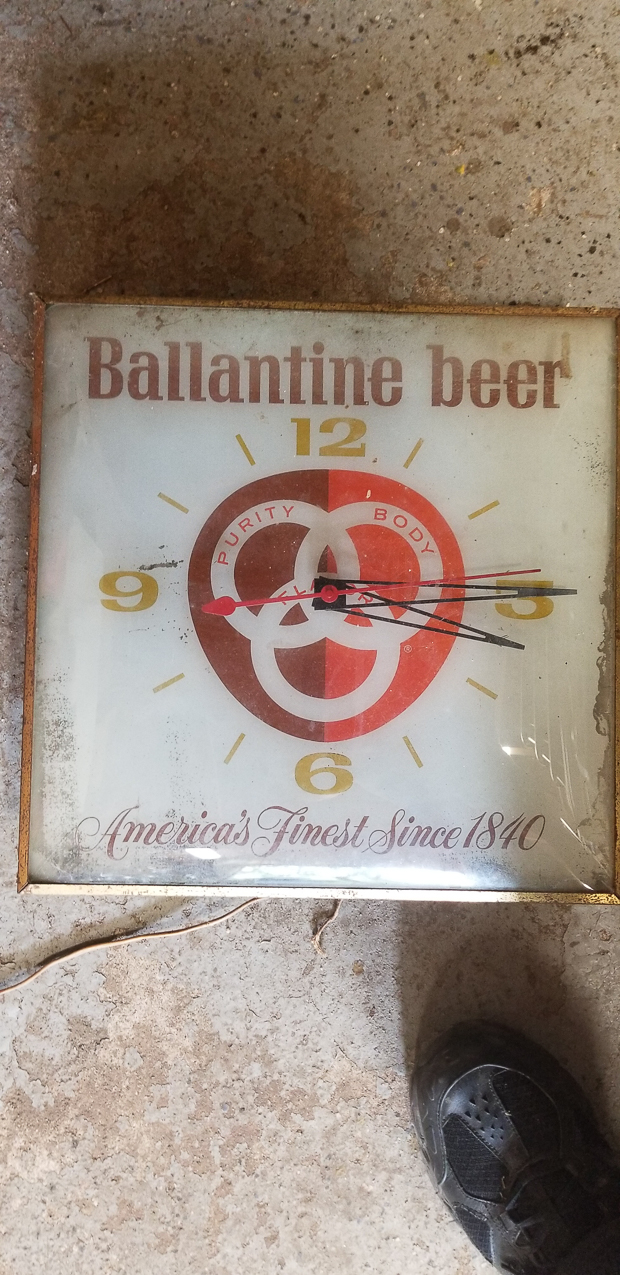 Ballantine beer
12
PURITY BODY
9 3
®
6
America's Finest Since 1840